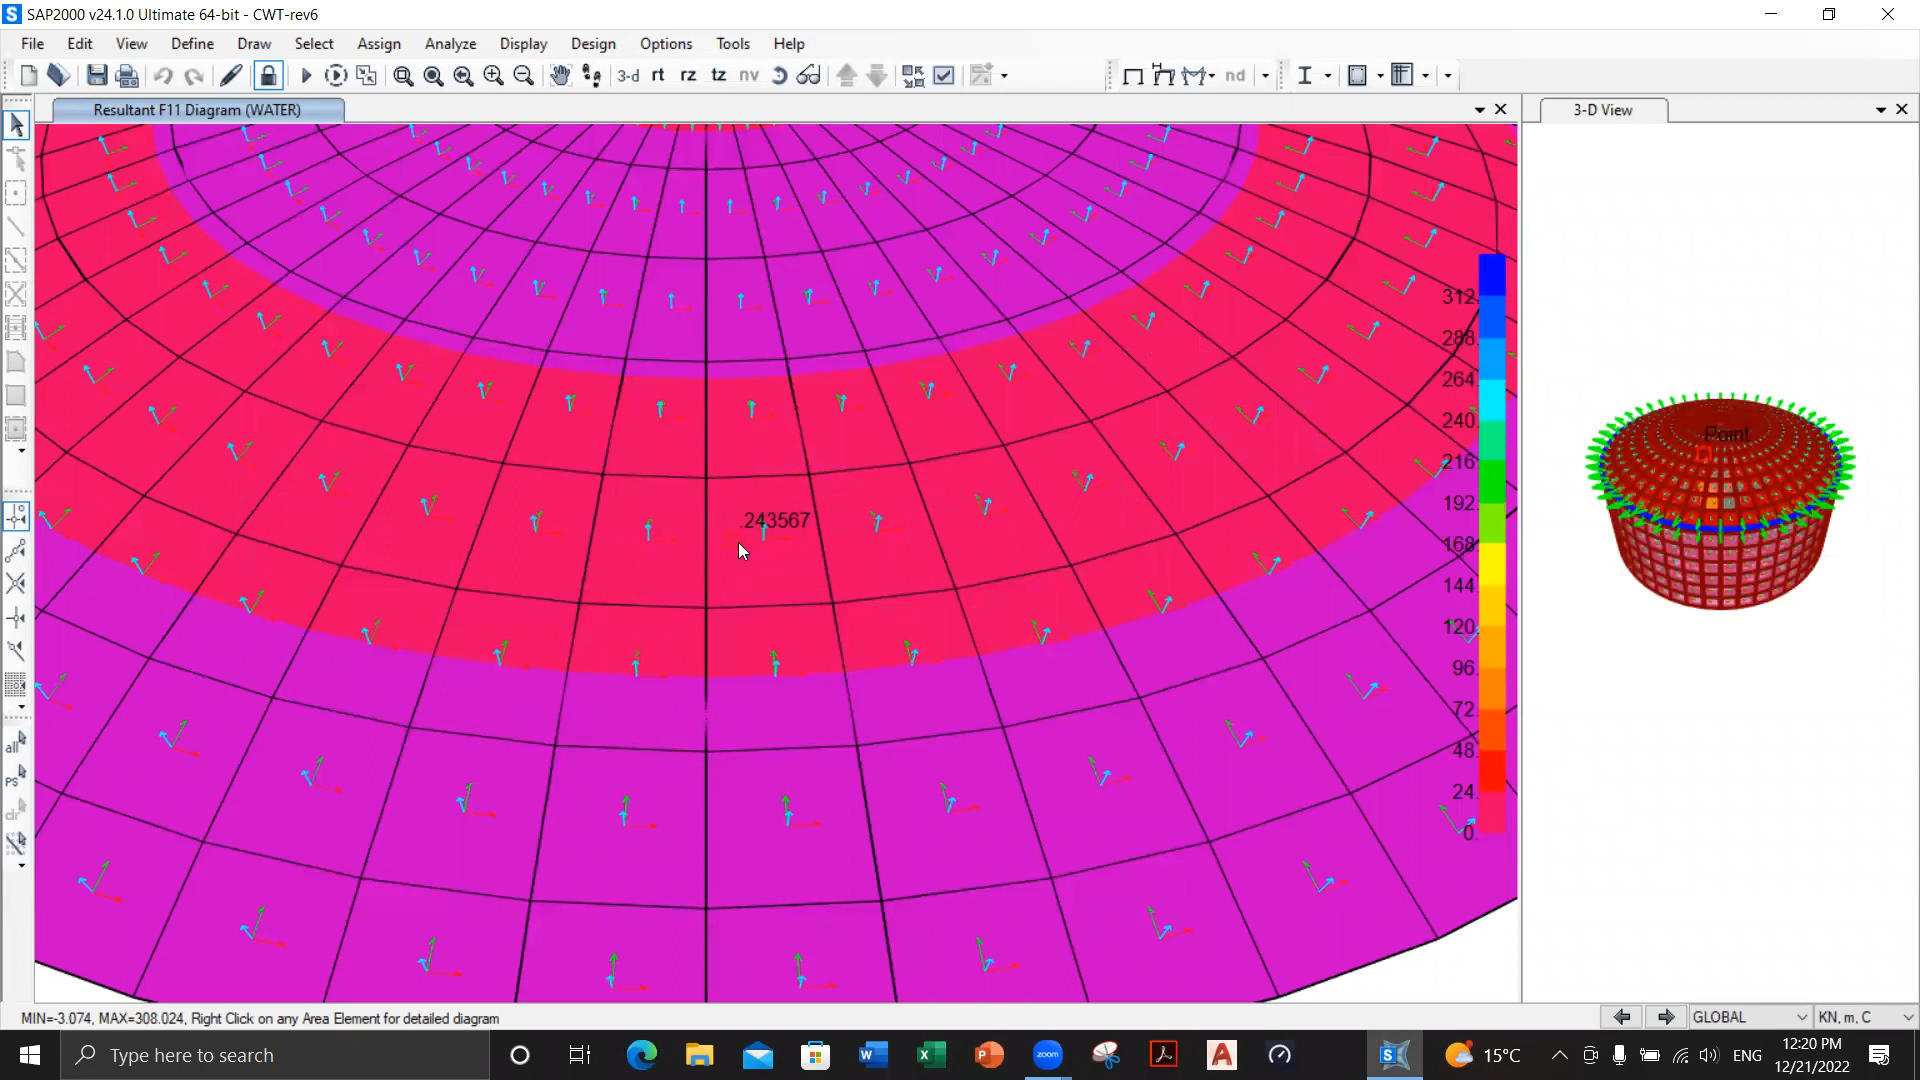 SAP2000 v24.1.0 Ultimate 64-bit - CWT-rev6
File Edit View Define Draw Select Assign Analyze Display Design Options Tools Help
3-d rt rz tz nv nd
Resultant F11 Diagram (WATER)
3-D View
.243567
312.
288.
264.
240.
216.
192.
168.
144.
120.
96.
72.
48.
24.
0.
Point
all
PS
clr
MIN=-3.074, MAX=308.024, Right Click on any Area Element for detailed diagram
GLOBAL
KN, m, C
Type here to search
zoom
15°C
ENG
12:20 PM
12/21/2022